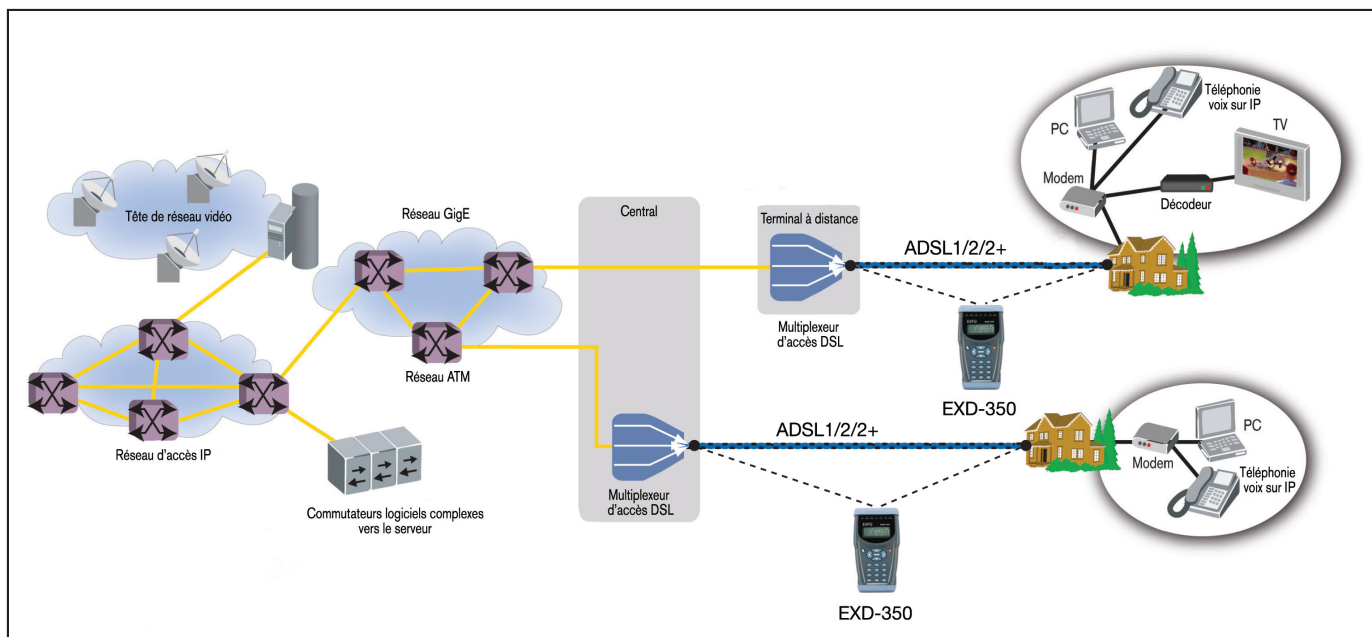 Téléphonie
voix sur IP
PC
TV
Modem
Décodeur
Tête de réseau vidéo
Réseau GigE
Central
Terminal à distance
ADSL1/2/2+
Multiplexeur
d'accès DSL
Réseau ATM
EXD-350
Réseau d'accès IP
ADSL1/2/2+
PC
Modem
Téléphonie
voix sur IP
Multiplexeur
d'accès DSL
Commutateurs logiciels complexes
vers le serveur
EXD-350
EXFO
EXFO